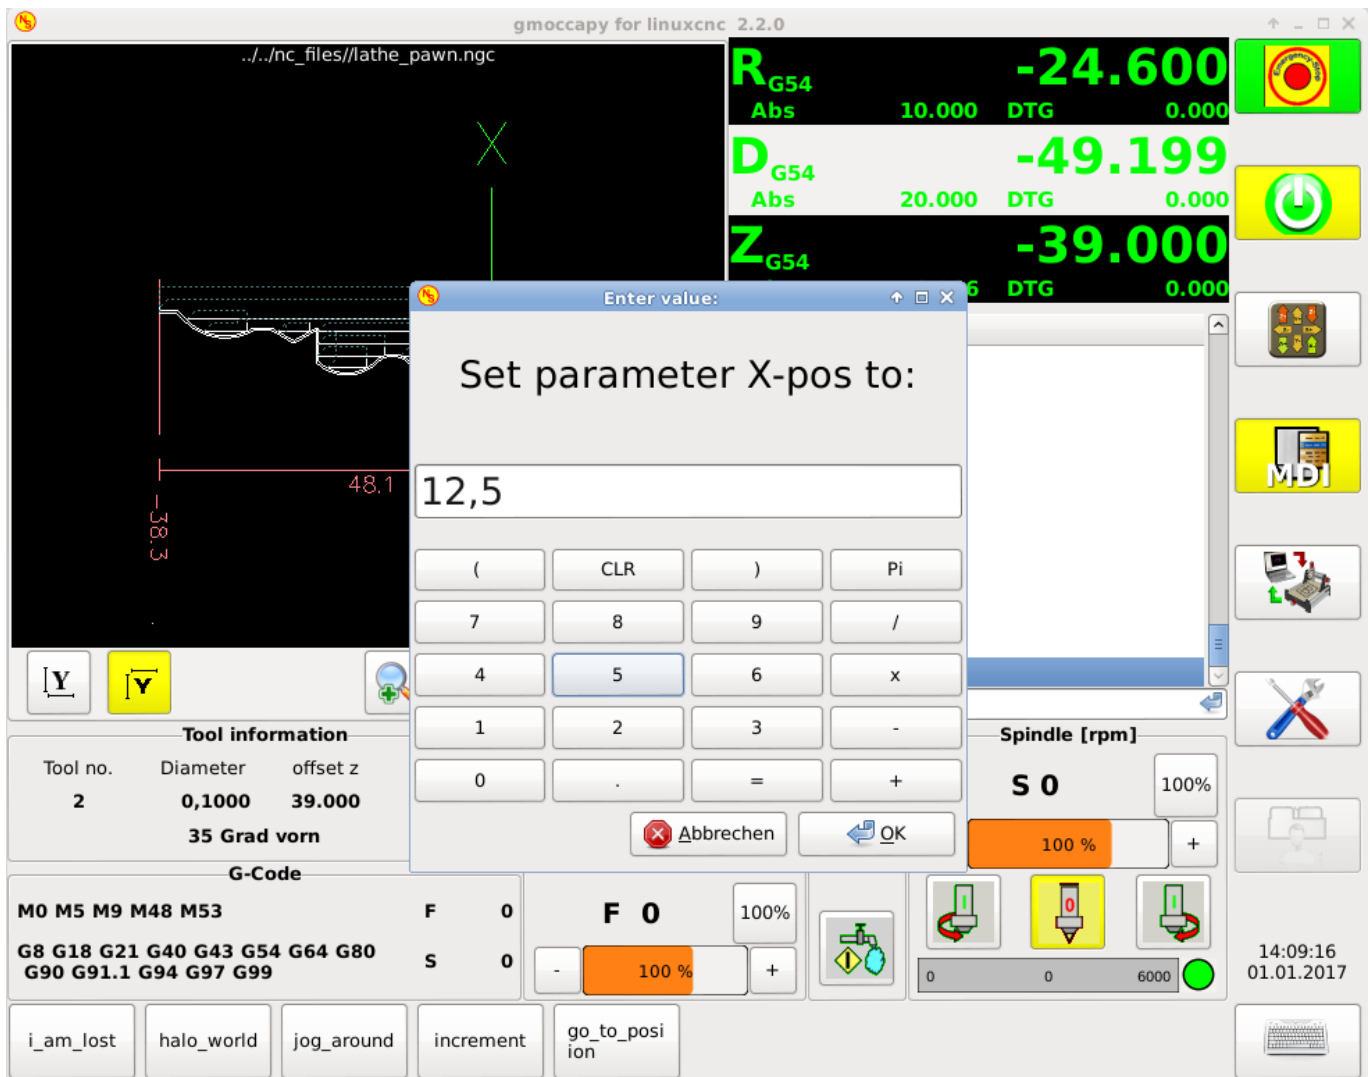 gmoccapy for linuxcnc 2.2.0
../../nc_files//lathe_pawn.ngc
X
48.1
-38.3
R G54 -24.600
Abs 10.000 DTG 0.000
D G54 -49.199
Abs 20.000 DTG 0.000
Z G54 -39.000
6 DTG 0.000
Emergency-Stop
MDI
Enter value:
Set parameter X-pos to:
12,5
( CLR ) Pi
7 8 9 /
4 5 6 x
1 2 3 -
0 . = +
Abbrechen OK
Y Y
Tool information
Tool no. Diameter offset z
2 0,1000 39.000
35 Grad vorn
G-Code
M0 M5 M9 M48 M53
G8 G18 G21 G40 G43 G54 G64 G80
G90 G91.1 G94 G97 G99
F 0
S 0
F 0 100%
- 100 % +
Spindle [rpm]
S 0 100%
100 % +
I 0 I
0 0 6000
14:09:16
01.01.2017
i_am_lost halo_world jog_around increment go_to_posi
ion